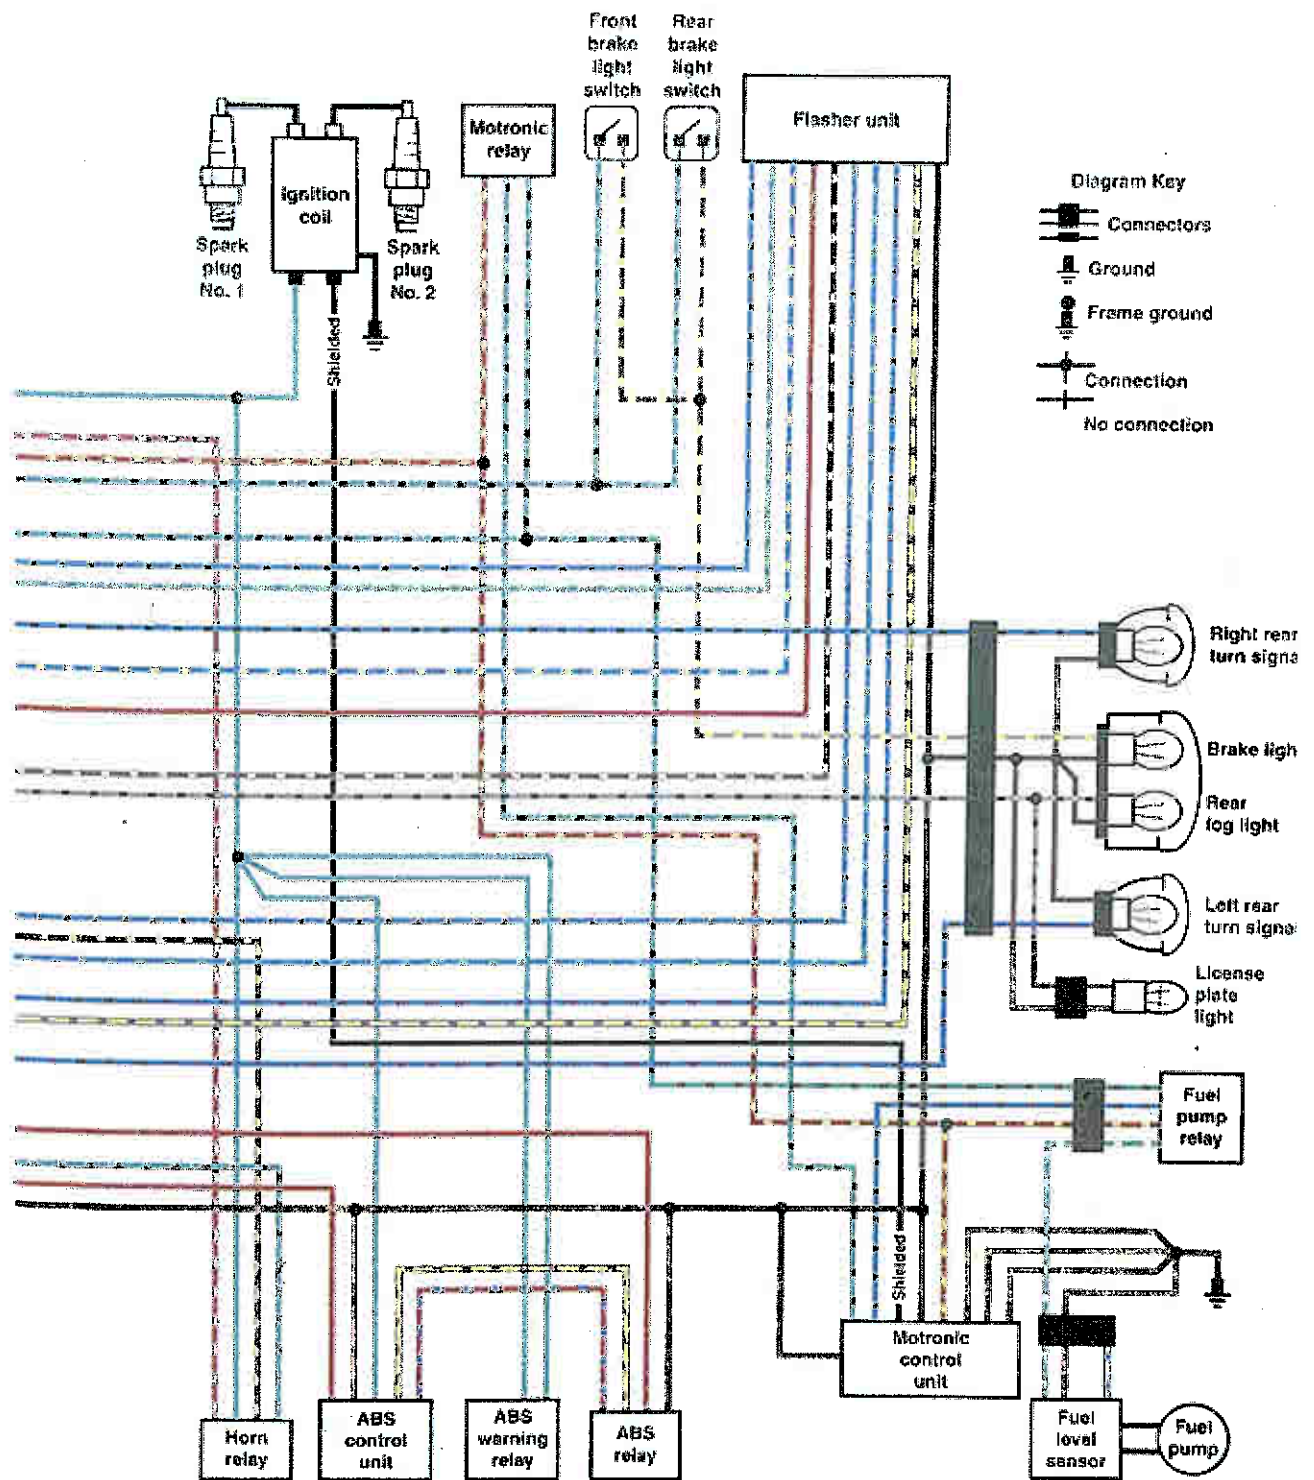 Front
brake
light
switch
Rear
brake
light
switch
Motronic
relay
Flasher unit
Ignition
coil
Spark
plug
No. 1
Spark
plug
No. 2
Shielded
Diagram Key
Connectors
Ground
Frame ground
Connection
No connection
Right rear
turn signa
Brake ligh
Rear
fog light
Left rear
turn signal
License
plate
light
Fuel
pump
relay
Shielded
Motronic
control
unit
Horn
relay
ABS
control
unit
ABS
warning
relay
ABS
relay
Fuel
level
sensor
Fuel
pump